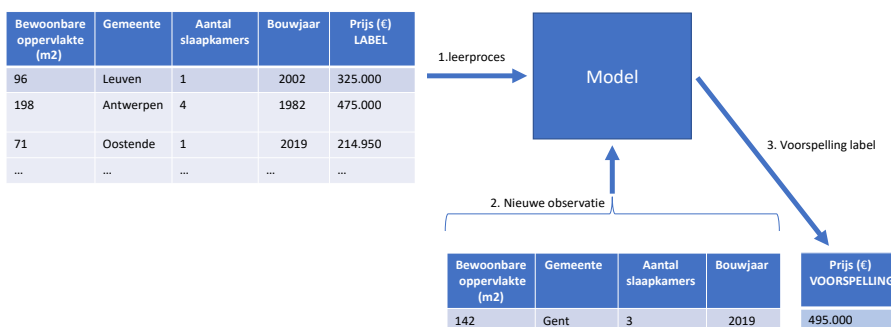 Bewoonbare oppervlakte (m2) Gemeente Aantal slaapkamers Bouwjaar Prijs (€) LABEL
96 Leuven 1 2002 325.000
198 Antwerpen 4 1982 475.000
71 Oostende 1 2019 214.950
... ... ... ... ...
1.leerproces
Model
3. Voorspelling label
2. Nieuwe observatie
Bewoonbare oppervlakte (m2) Gemeente Aantal slaapkamers Bouwjaar Prijs (€) VOORSPELLING
142 Gent 3 2019 495.000